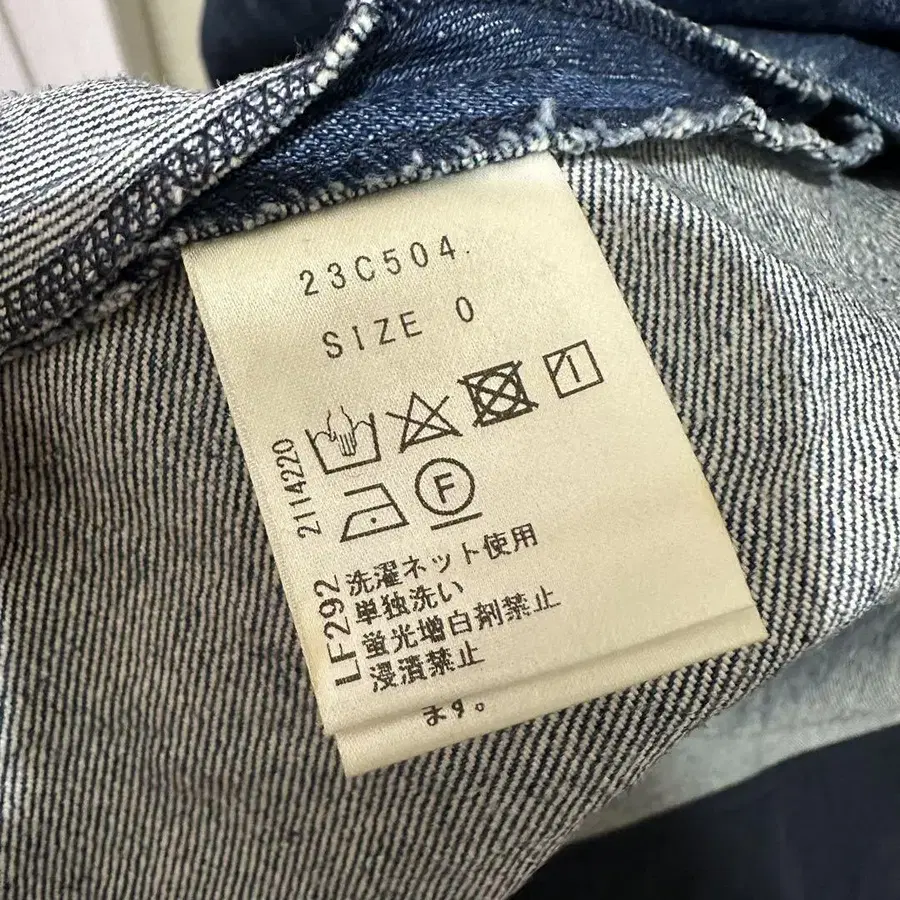 23C504.
SIZE 0
2114220
F
LF292
洗濯ネット使用
単独洗い
蛍光増白剤禁止
浸漬禁止
ます。